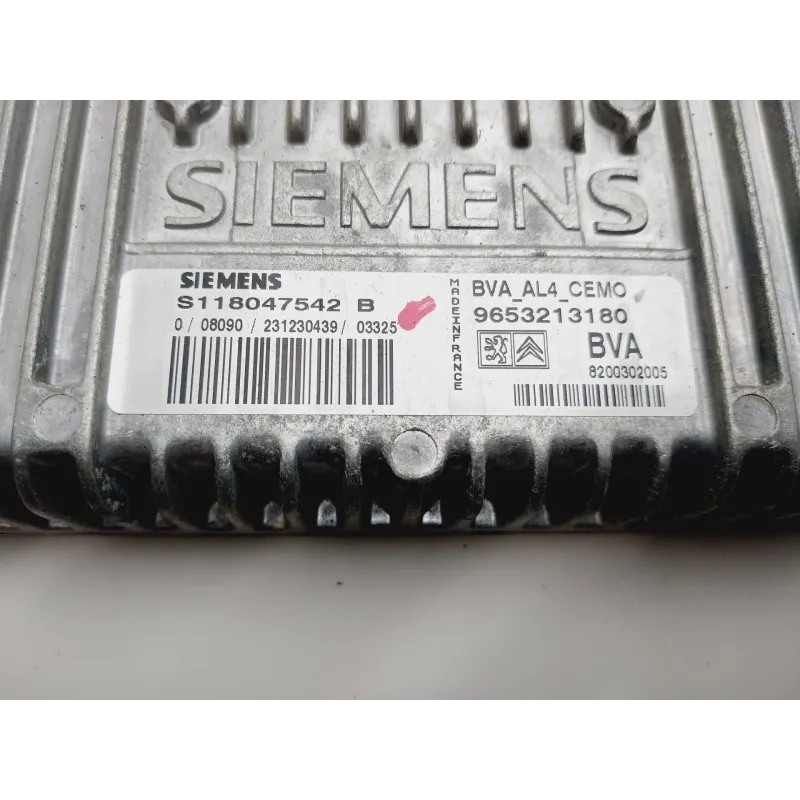 SIEMENS
SIEMENS
S118047542 B
0 / 08090 / 231230439 / 03325
MADEINFRANCE
BVA_AL4_CEMO
9653213180
BVA
8200302005